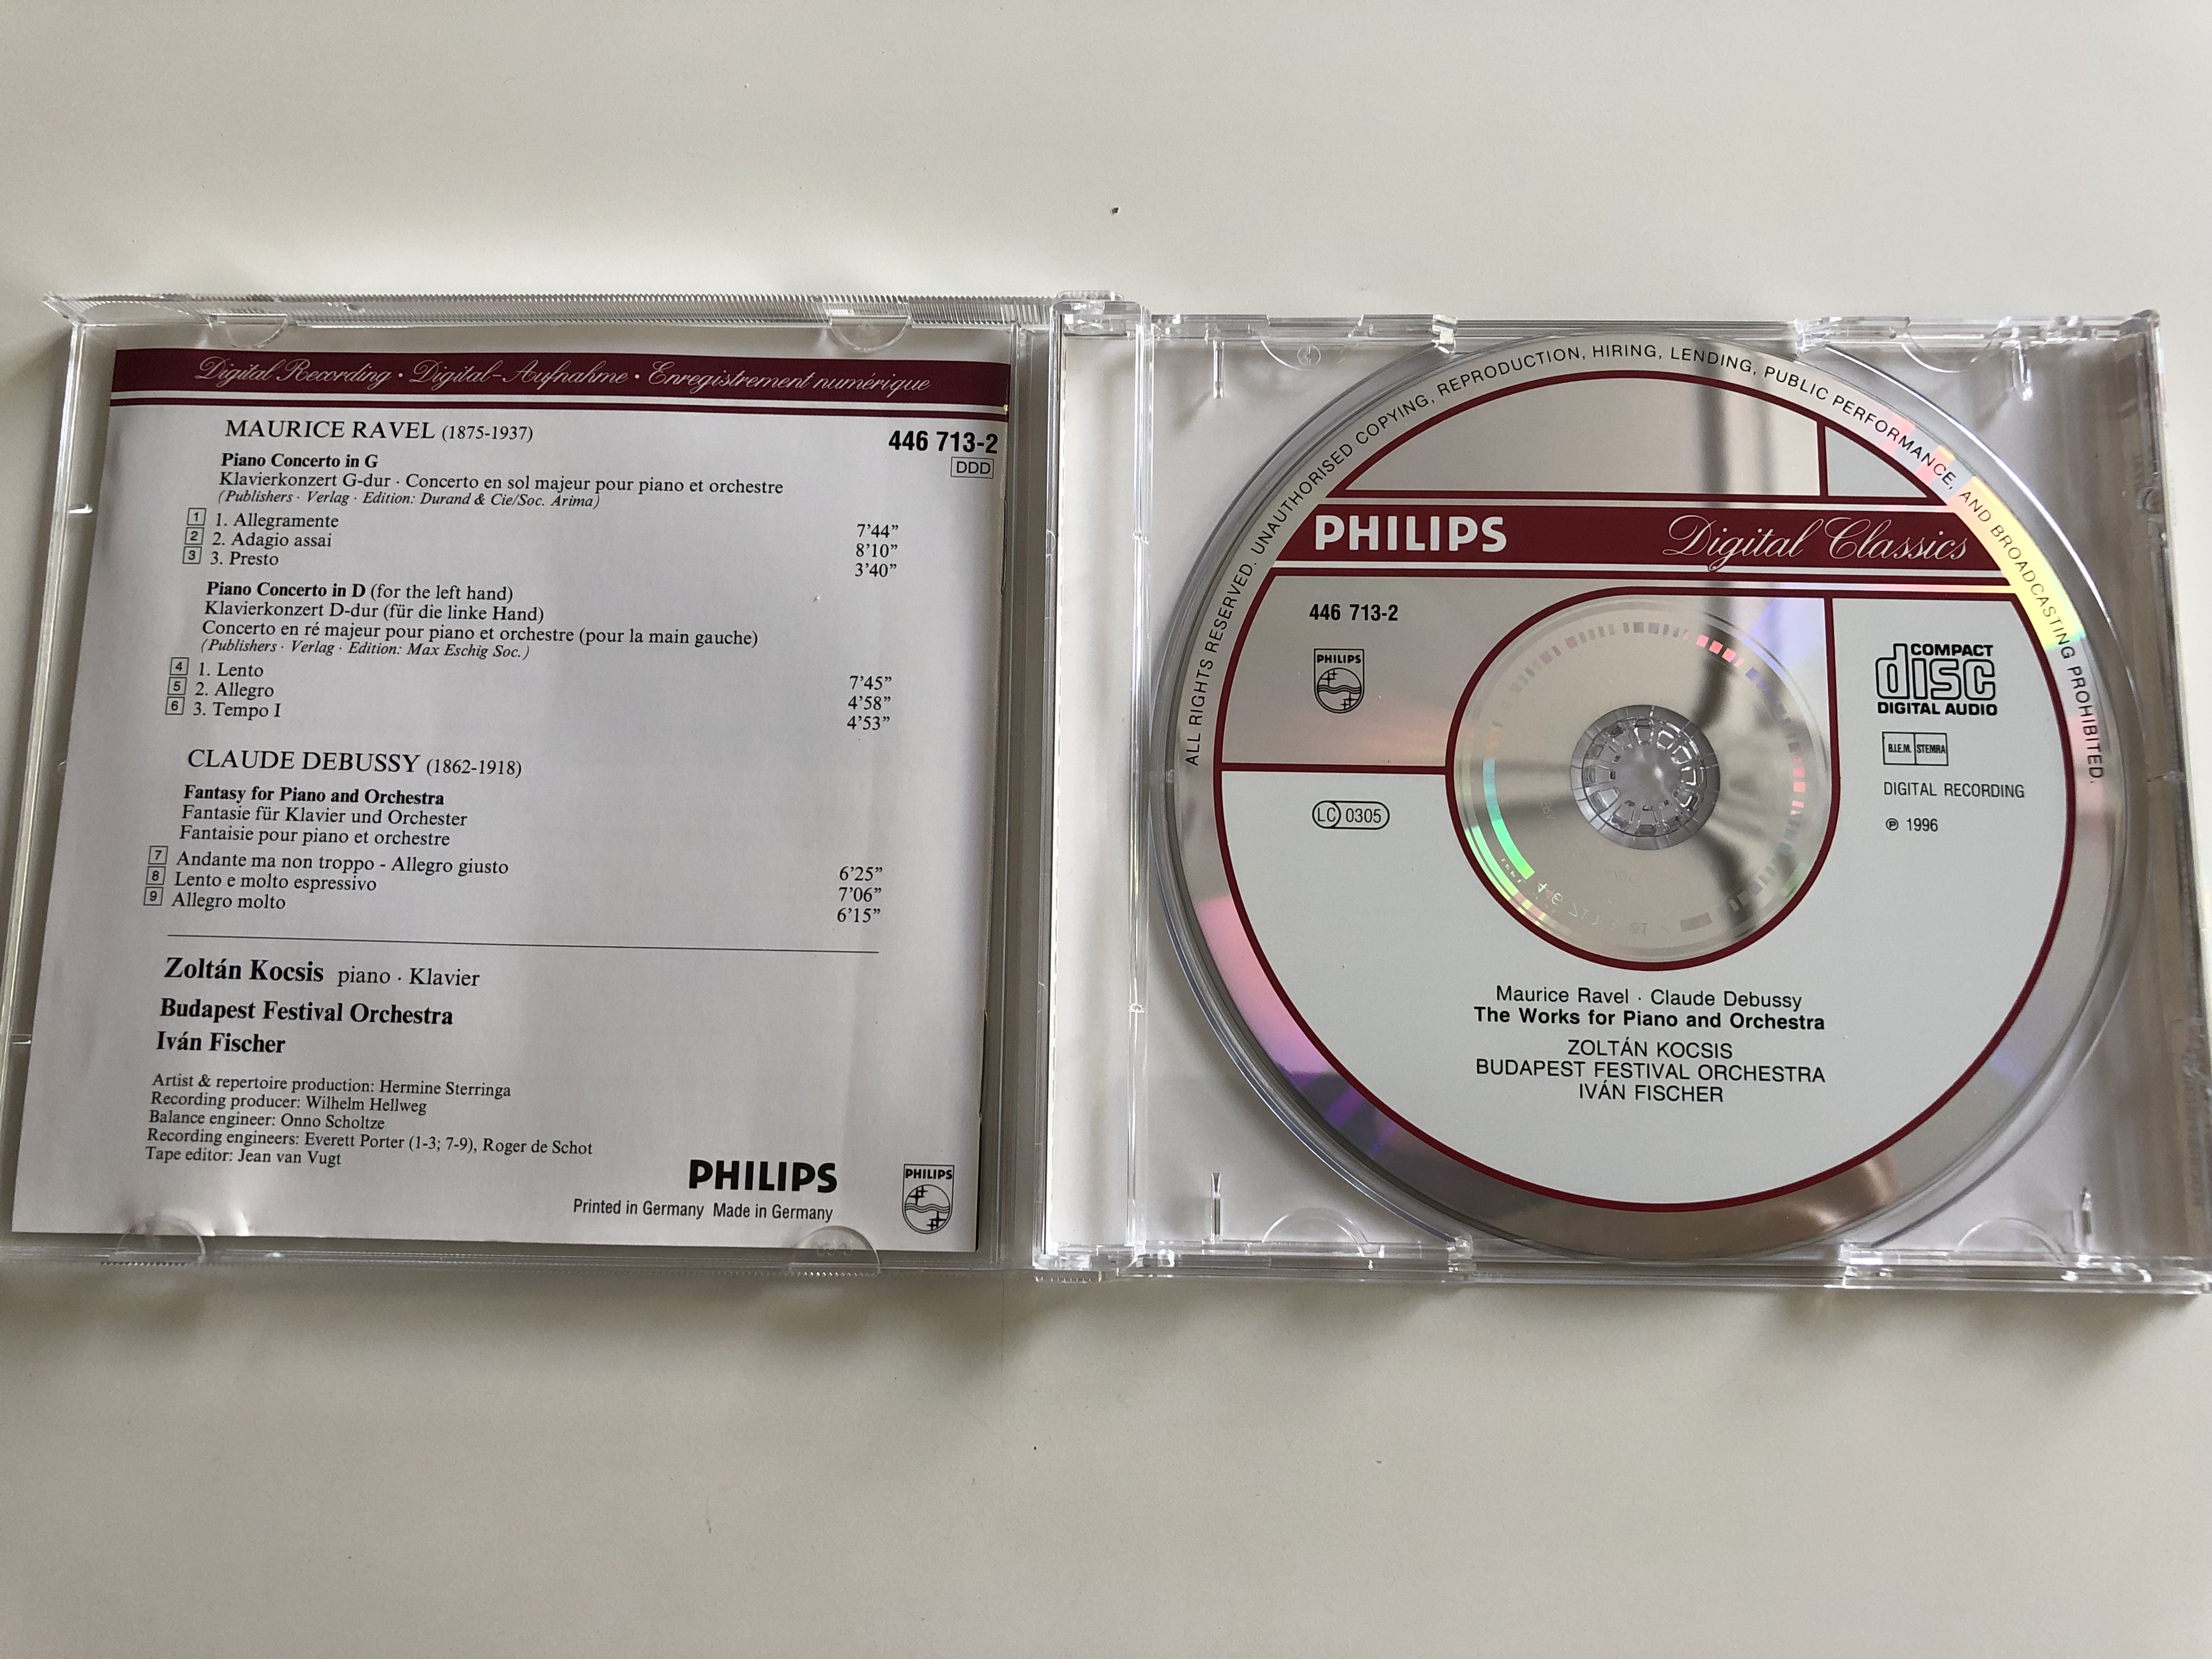 Digital Recording · Digital-Aufnahme · Enregistrement numérique
MAURICE RAVEL (1875-1937)
446 713-2
DDD
Piano Concerto in G
Klavierkonzert G-dur · Concerto en sol majeur pour piano et orchestre
(Publishers · Verlag · Edition: Durand & Cie/Soc. Arima)
1 1. Allegramente 7'44"
2 2. Adagio assai 8'10"
3 3. Presto 3'40"
Piano Concerto in D (for the left hand)
Klavierkonzert D-dur (für die linke Hand)
Concerto en ré majeur pour piano et orchestre (pour la main gauche)
(Publishers · Verlag · Edition: Max Eschig Soc.)
4 1. Lento 7'45"
5 2. Allegro 4'58"
6 3. Tempo I 4'53"
CLAUDE DEBUSSY (1862-1918)
Fantasy for Piano and Orchestra
Fantasie für Klavier und Orchester
Fantaisie pour piano et orchestre
7 Andante ma non troppo - Allegro giusto 6'25"
8 Lento e molto espressivo 7'06"
9 Allegro molto 6'15"
Zoltán Kocsis piano · Klavier
Budapest Festival Orchestra
Iván Fischer
Artist & repertoire production: Hermine Sterringa
Recording producer: Wilhelm Hellweg
Balance engineer: Onno Scholtze
Recording engineers: Everett Porter (1-3; 7-9), Roger de Schot
Tape editor: Jean van Vugt
PHILIPS
Printed in Germany Made in Germany
PHILIPS
ALL RIGHTS RESERVED. UNAUTHORISED COPYING, REPRODUCTION, HIRING, LENDING, PUBLIC PERFORMANCE, AND BROADCASTING PROHIBITED.
PHILIPS Digital Classics
446 713-2
PHILIPS
COMPACT
disc
DIGITAL AUDIO
B.I.E.M. STEMRA
DIGITAL RECORDING
℗ 1996
LC 0305
Maurice Ravel · Claude Debussy
The Works for Piano and Orchestra
ZOLTÁN KOCSIS
BUDAPEST FESTIVAL ORCHESTRA
IVÁN FISCHER